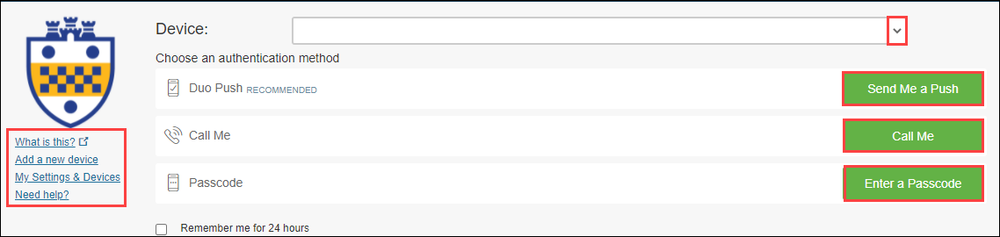 Device:
Choose an authentication method
Duo Push RECOMMENDED
Send Me a Push
Call Me
Call Me
Passcode
Enter a Passcode
Remember me for 24 hours
What is this?
Add a new device
My Settings & Devices
Need help?